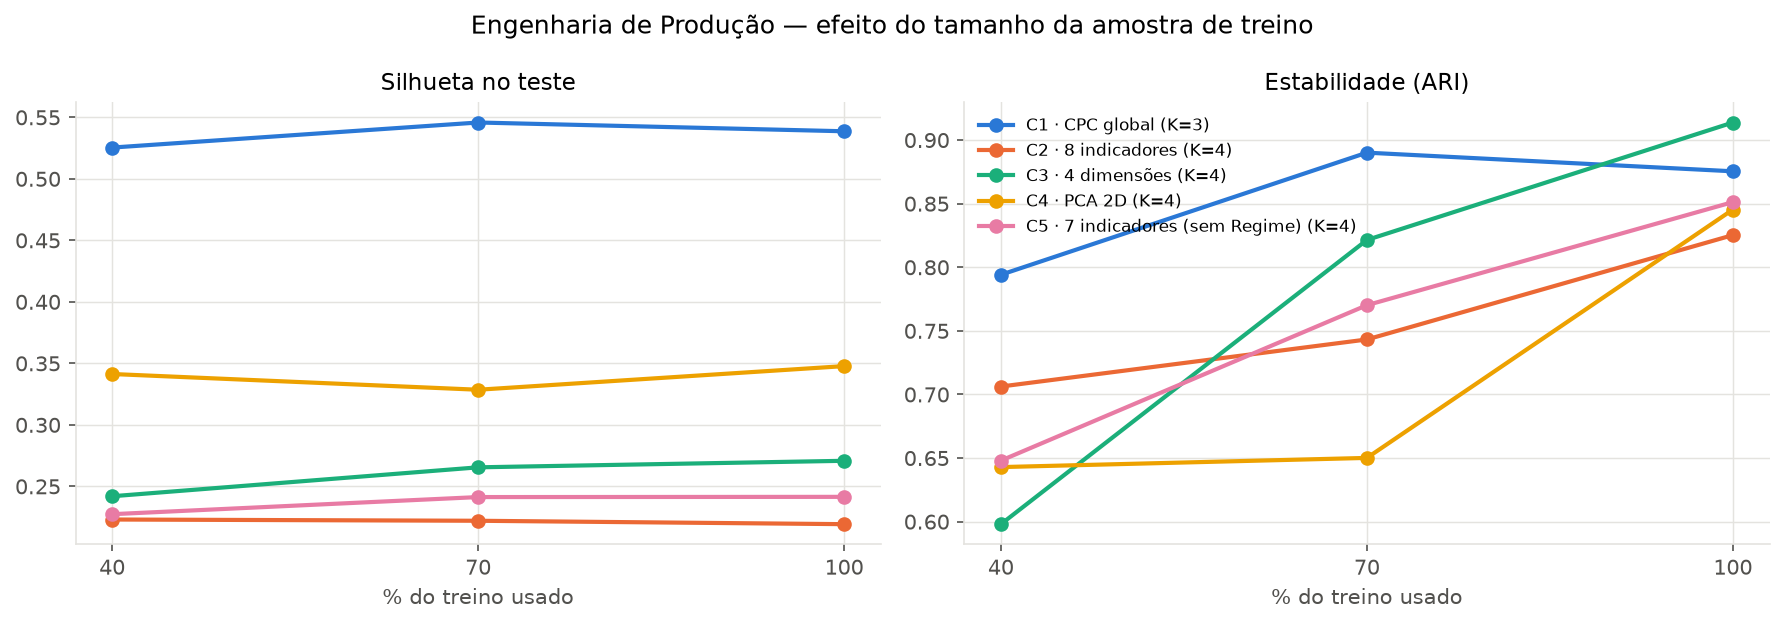 Engenharia de Produção — efeito do tamanho da amostra de treino
Silhueta no teste
0.55
0.50
0.45
0.40
0.35
0.30
0.25
40
70
100
% do treino usado
Estabilidade (ARI)
C1 · CPC global (K=3)
C2 · 8 indicadores (K=4)
C3 · 4 dimensões (K=4)
C4 · PCA 2D (K=4)
C5 · 7 indicadores (sem Regime) (K=4)
0.90
0.85
0.80
0.75
0.70
0.65
0.60
40
70
100
% do treino usado